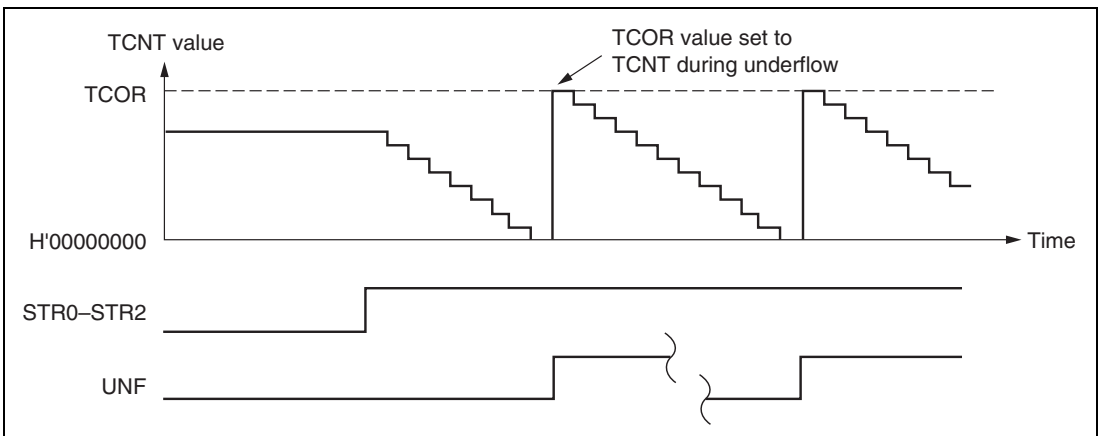 TCNT value
TCOR value set to
TCNT during underflow
TCOR
H'00000000
Time
STR0–STR2
UNF